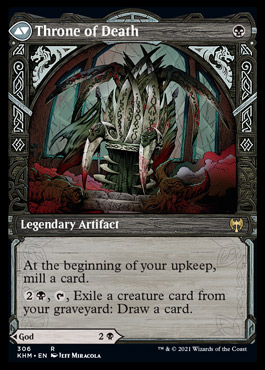 Throne of Death
Legendary Artifact
At the beginning of your upkeep,
mill a card.
2, Exile a creature card from
your graveyard: Draw a card.
God 2
306 R
KHM • EN Jeff Miracola
™ & © 2021 Wizards of the Coast